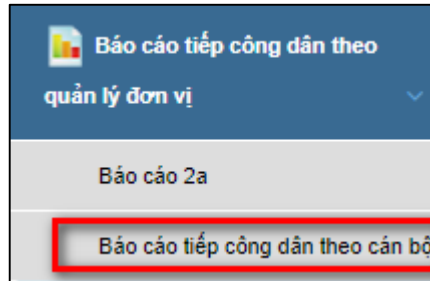 Báo cáo tiếp công dân theo
quản lý đơn vị
Báo cáo 2a
Báo cáo tiếp công dân theo cán bộ